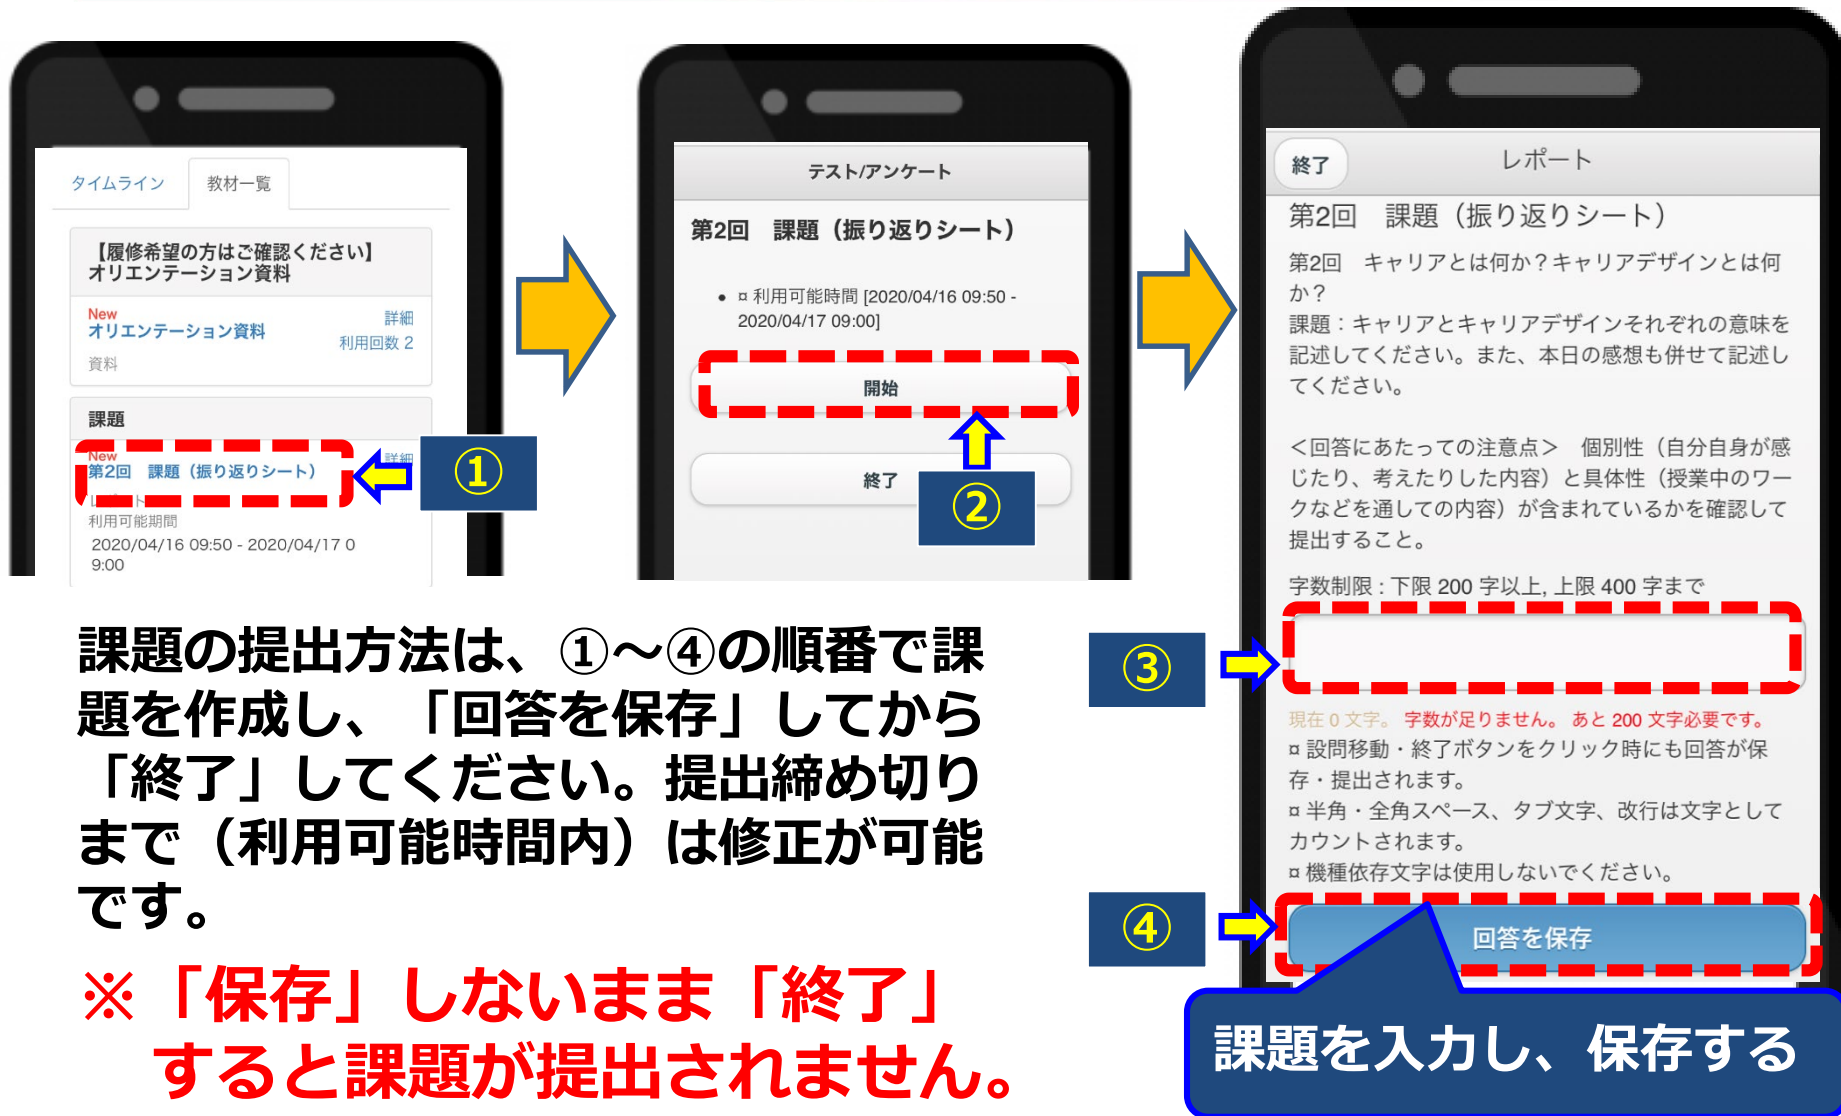 タイムライン 教材一覧
【履修希望の方はご確認ください】
オリエンテーション資料
New
詳細
オリエンテーション資料
利用回数 2
資料
課題
New
詳細
第2回 課題（振り返りシート）
利用可能期間
2020/04/16 09:50 - 2020/04/17 0
9:00
①
テスト/アンケート
第2回 課題（振り返りシート）
• ¤ 利用可能時間 [2020/04/16 09:50 -
2020/04/17 09:00]
開始
終了
②
終了 レポート
第2回 課題（振り返りシート）
第2回 キャリアとは何か？キャリアデザインとは何
か？
課題：キャリアとキャリアデザインそれぞれの意味を
記述してください。また、本日の感想も併せて記述し
てください。
＜回答にあたっての注意点＞ 個別性（自分自身が感
じたり、考えたりした内容）と具体性（授業中のワー
クなどを通しての内容）が含まれているかを確認して
提出すること。
字数制限 : 下限 200 字以上, 上限 400 字まで
③
現在 0 文字。 字数が足りません。 あと 200 文字必要です。
¤ 設問移動・終了ボタンをクリック時にも回答が保
存・提出されます。
¤ 半角・全角スペース、タブ文字、改行は文字として
カウントされます。
¤ 機種依存文字は使用しないでください。
④
回答を保存
課題を入力し、保存する
課題の提出方法は、①～④の順番で課
題を作成し、「回答を保存」してから
「終了」してください。提出締め切り
まで（利用可能時間内）は修正が可能
です。
※「保存」しないまま「終了」
すると課題が提出されません。